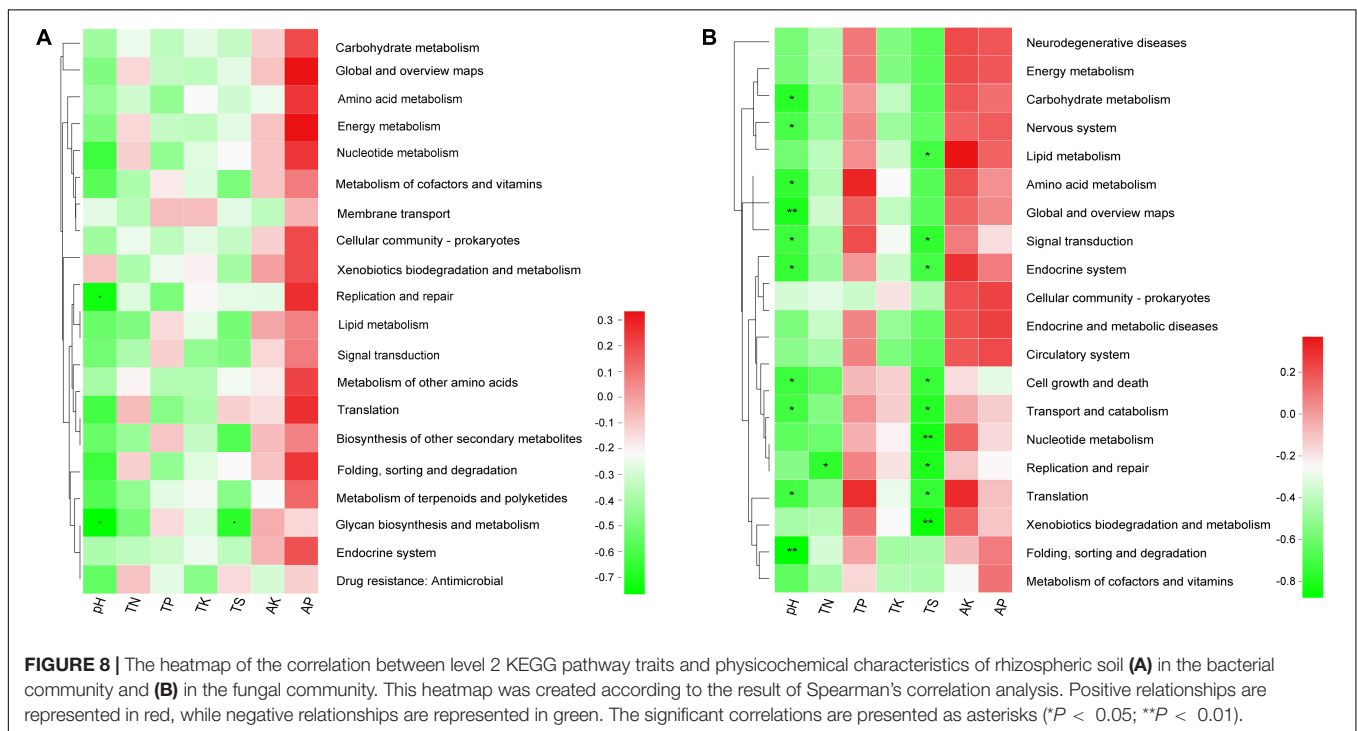 A
Carbohydrate metabolism
Global and overview maps
Amino acid metabolism
Energy metabolism
Nucleotide metabolism
Metabolism of cofactors and vitamins
Membrane transport
Cellular community - prokaryotes
Xenobiotics biodegradation and metabolism
*
Replication and repair
Lipid metabolism
Signal transduction
Metabolism of other amino acids
Translation
Biosynthesis of other secondary metabolites
Folding, sorting and degradation
Metabolism of terpenoids and polyketides
* *
Glycan biosynthesis and metabolism
Endocrine system
Drug resistance: Antimicrobial
pH TN TP TK TS AK AP
0.3
0.2
0.1
0.0
-0.1
-0.2
-0.3
-0.4
-0.5
-0.6
-0.7
B
Neurodegenerative diseases
Energy metabolism
* Carbohydrate metabolism
* Nervous system
* Lipid metabolism
* Amino acid metabolism
** Global and overview maps
* * Signal transduction
* * Endocrine system
Cellular community - prokaryotes
Endocrine and metabolic diseases
Circulatory system
* * Cell growth and death
* * Transport and catabolism
** Nucleotide metabolism
* * Replication and repair
* * Translation
** Xenobiotics biodegradation and metabolism
** Folding, sorting and degradation
Metabolism of cofactors and vitamins
pH TN TP TK TS AK AP
0.2
0.0
-0.2
-0.4
-0.6
-0.8
FIGURE 8 | The heatmap of the correlation between level 2 KEGG pathway traits and physicochemical characteristics of rhizospheric soil (A) in the bacterial
community and (B) in the fungal community. This heatmap was created according to the result of Spearman's correlation analysis. Positive relationships are
represented in red, while negative relationships are represented in green. The significant correlations are presented as asterisks (*P < 0.05; **P < 0.01).